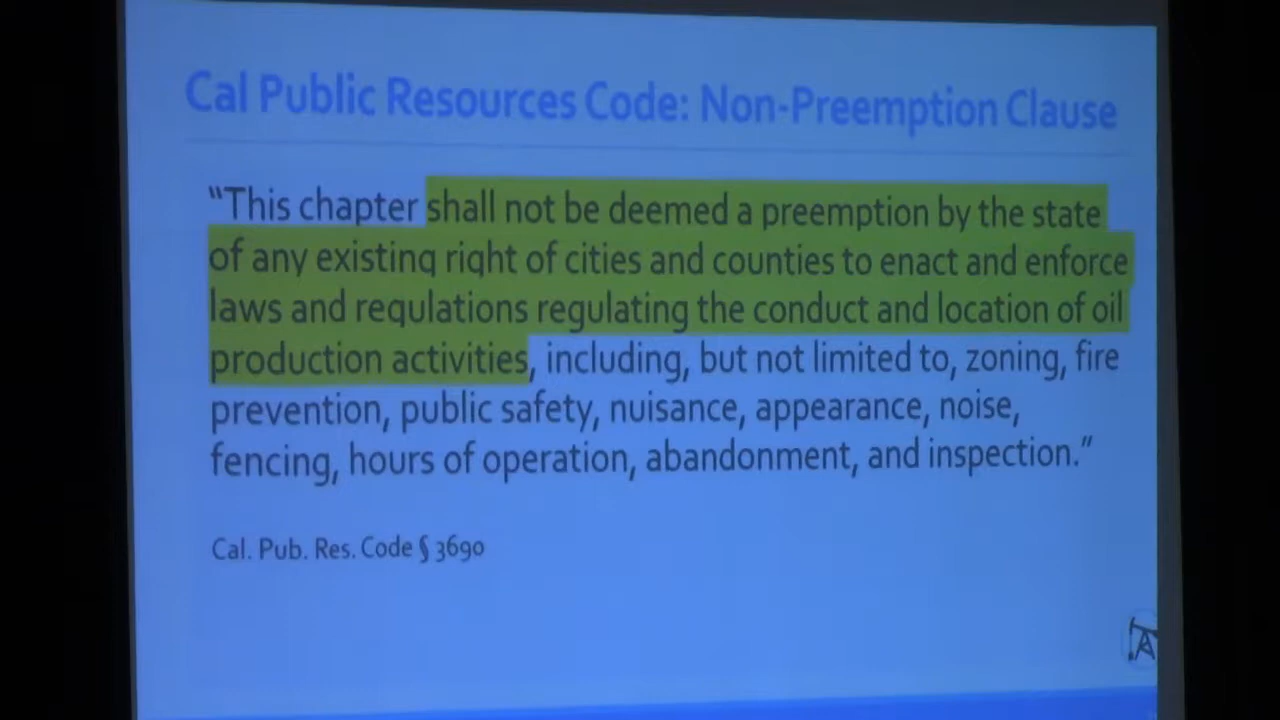 Cal Public Resources Code: Non-Preemption Clause
“This chapter shall not be deemed a preemption by the state
of any existing right of cities and counties to enact and enforce
laws and regulations regulating the conduct and location of oil
production activities, including, but not limited to, zoning, fire
prevention, public safety, nuisance, appearance, noise,
fencing, hours of operation, abandonment, and inspection.”
Cal. Pub. Res. Code § 3690